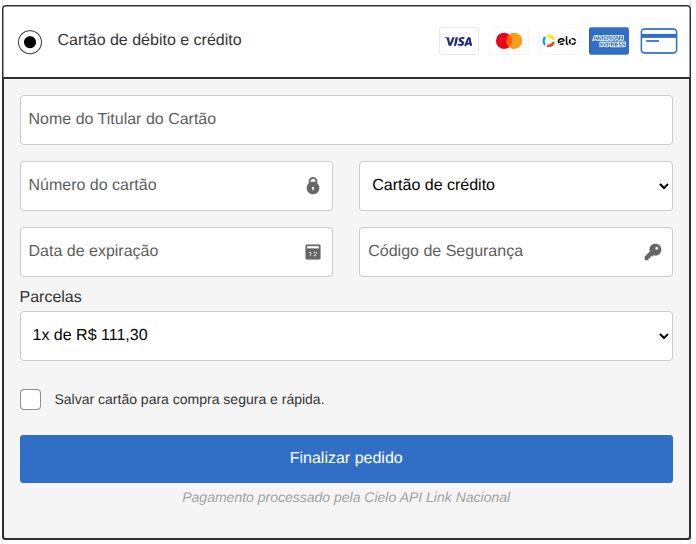 Cartão de débito e crédito
VISA
elo
AMERICAN EXPRESS
Nome do Titular do Cartão
Número do cartão
Cartão de crédito
Data de expiração
12
Código de Segurança
Parcelas
1x de R$ 111,30
Salvar cartão para compra segura e rápida.
Finalizar pedido
Pagamento processado pela Cielo API Link Nacional